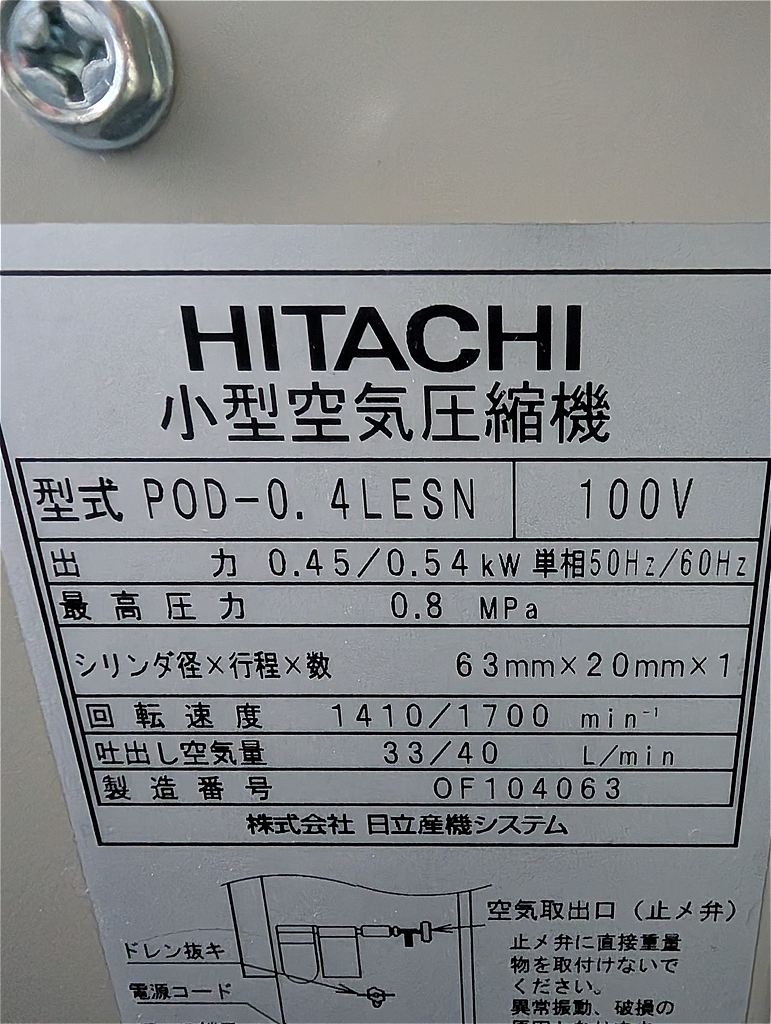 HITACHI
小型空気圧縮機
型式 POD-0.4LESN 100V
出力 0.45/0.54kW 単相50Hz/60Hz
最高圧力 0.8 MPa
シリンダ径×行程×数 63mm×20mm×1
回転速度 1410/1700 min⁻¹
吐出し空気量 33/40 L/min
製造番号 OF104063
株式会社 日立産機システム
空気取出口(止メ弁)
止メ弁に直接重量
物を取付けないで
ください。
異常振動、破損の
ドレン抜キ
電源コード